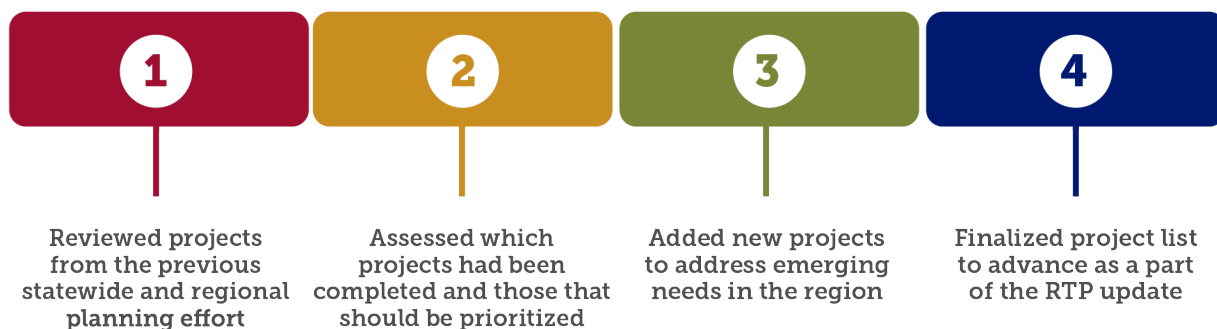 1
Reviewed projects
from the previous
statewide and regional
planning effort
2
Assessed which
projects had been
completed and those that
should be prioritized
3
Added new projects
to address emerging
needs in the region
4
Finalized project list
to advance as a part
of the RTP update